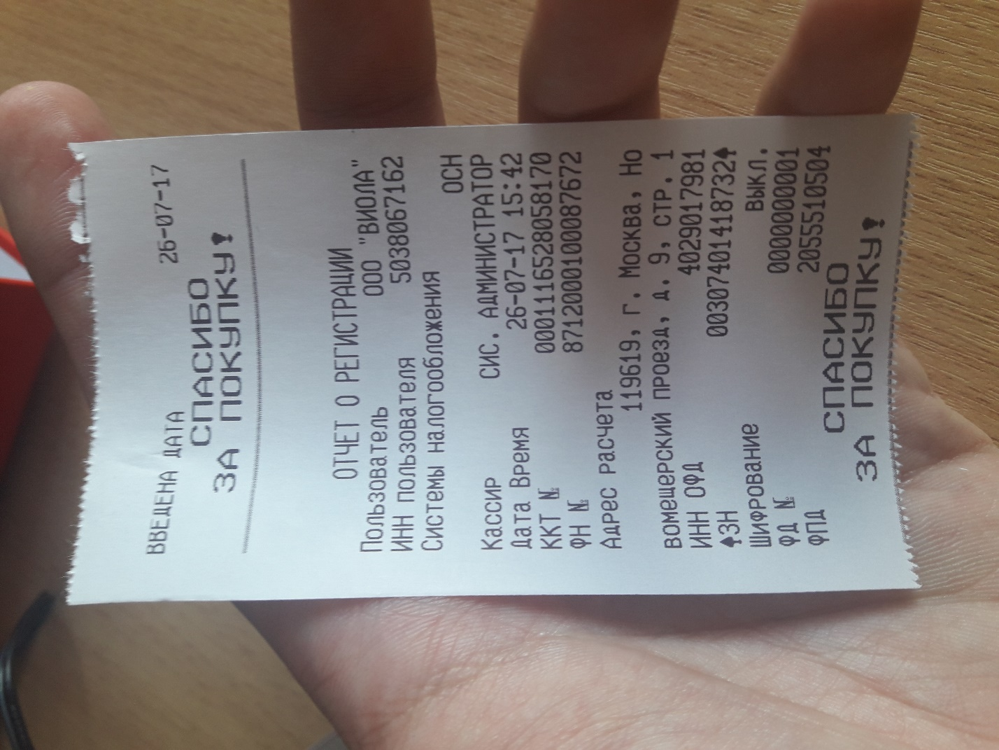 ВВЕДЕНА ДАТА 26-07-17
СПАСИБО
ЗА ПОКУПКУ!
ОТЧЕТ О РЕГИСТРАЦИИ
Пользователь ООО "ВИОЛА"
ИНН пользователя 5038067162
Системы налогообложения
ОСН
Кассир СИС. АДМИНИСТРАТОР
Дата Время 26-07-17 15:42
ККТ № 00011165280581​70
ФН № 8712000100087672
Адрес расчета
119619, г. Москва, Но
вомещерский проезд, д. 9, СТР. 1
ИНН ОФД 4029017981
♠ЗН 00307401418732♠
Шифрование ВЫКЛ.
ФД № 0000000001
ФПД 2055510504
СПАСИБО
ЗА ПОКУПКУ!